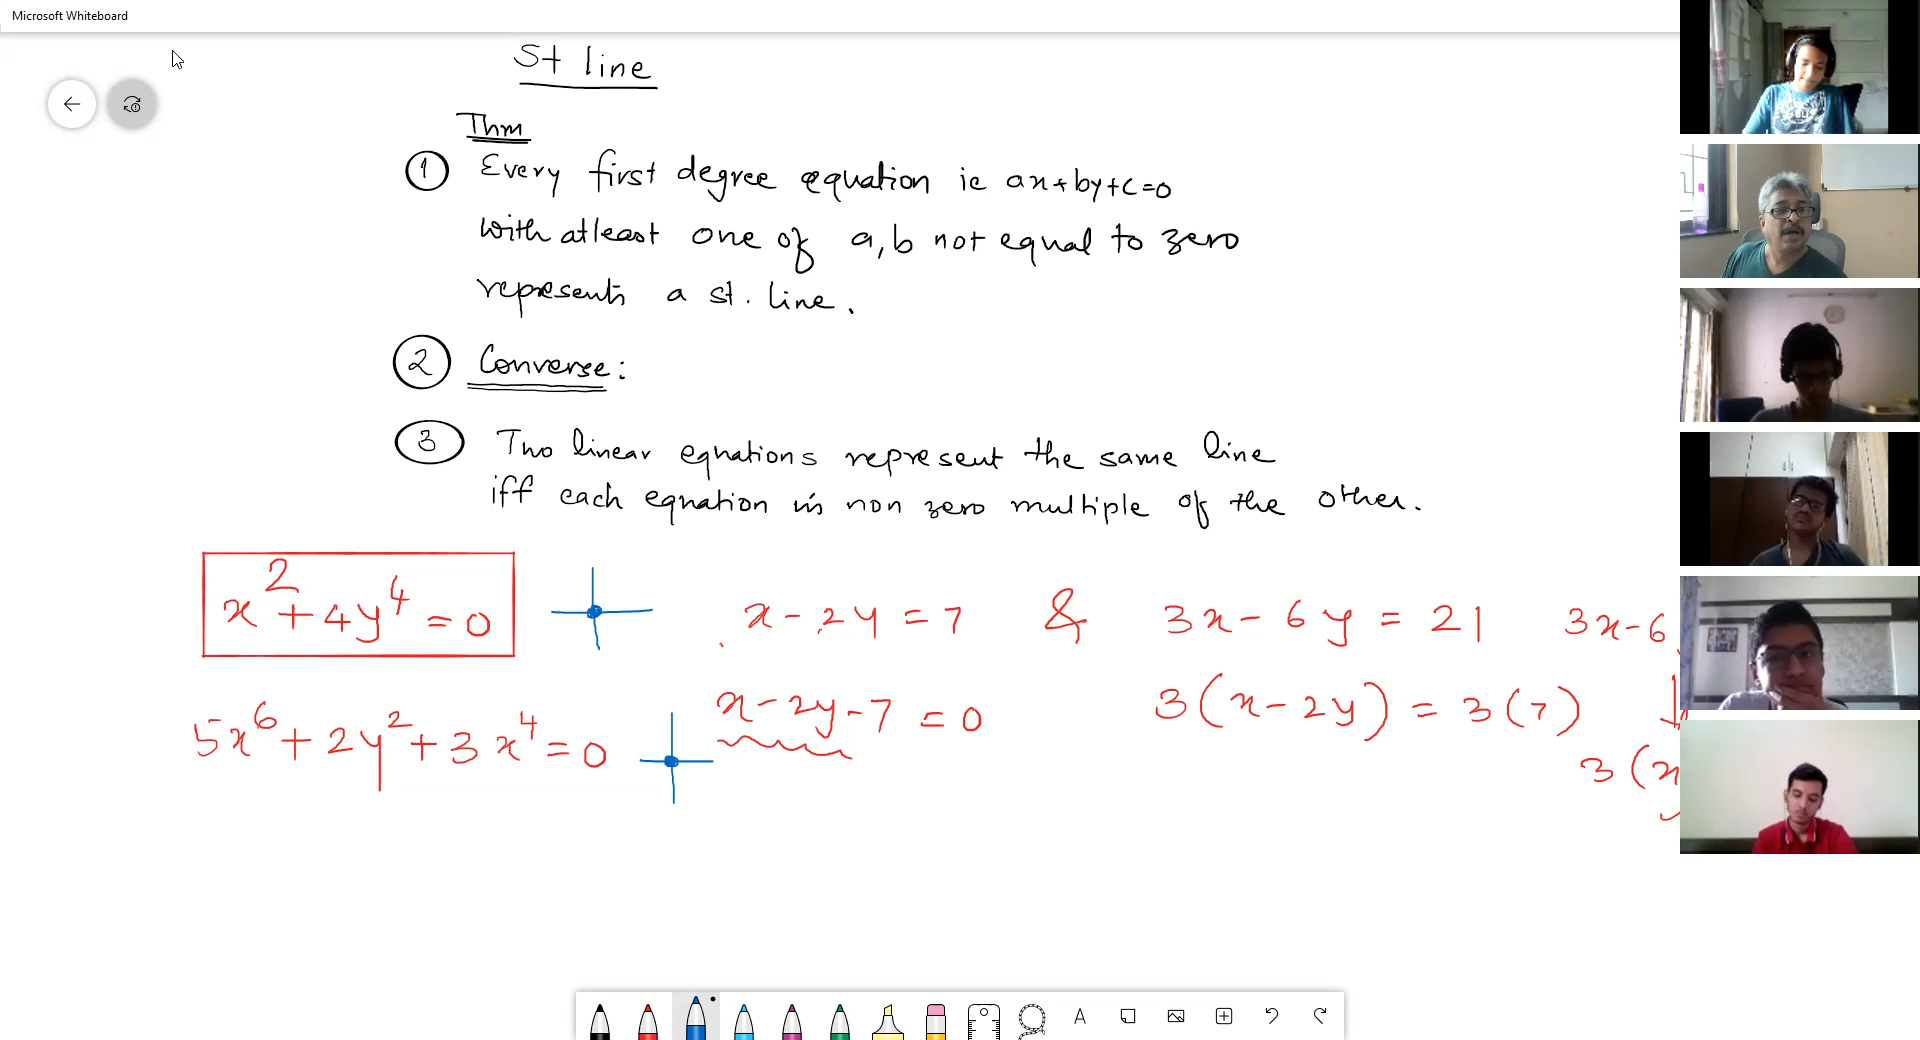 Microsoft Whiteboard
St line
Thm
① Every first degree equation ie ax+by+c=0
with atleast one of a,b not equal to zero
represents a st. line.
② Converse:
③ Two linear equations represent the same line
iff each equation is non zero multiple of the other.
x²+4y⁴=0
x-2y=7 & 3x-6y=21 3x-6
x-2y-7=0 3(x-2y)=3(7)
5x⁶+2y²+3x⁴=0
3(x
A